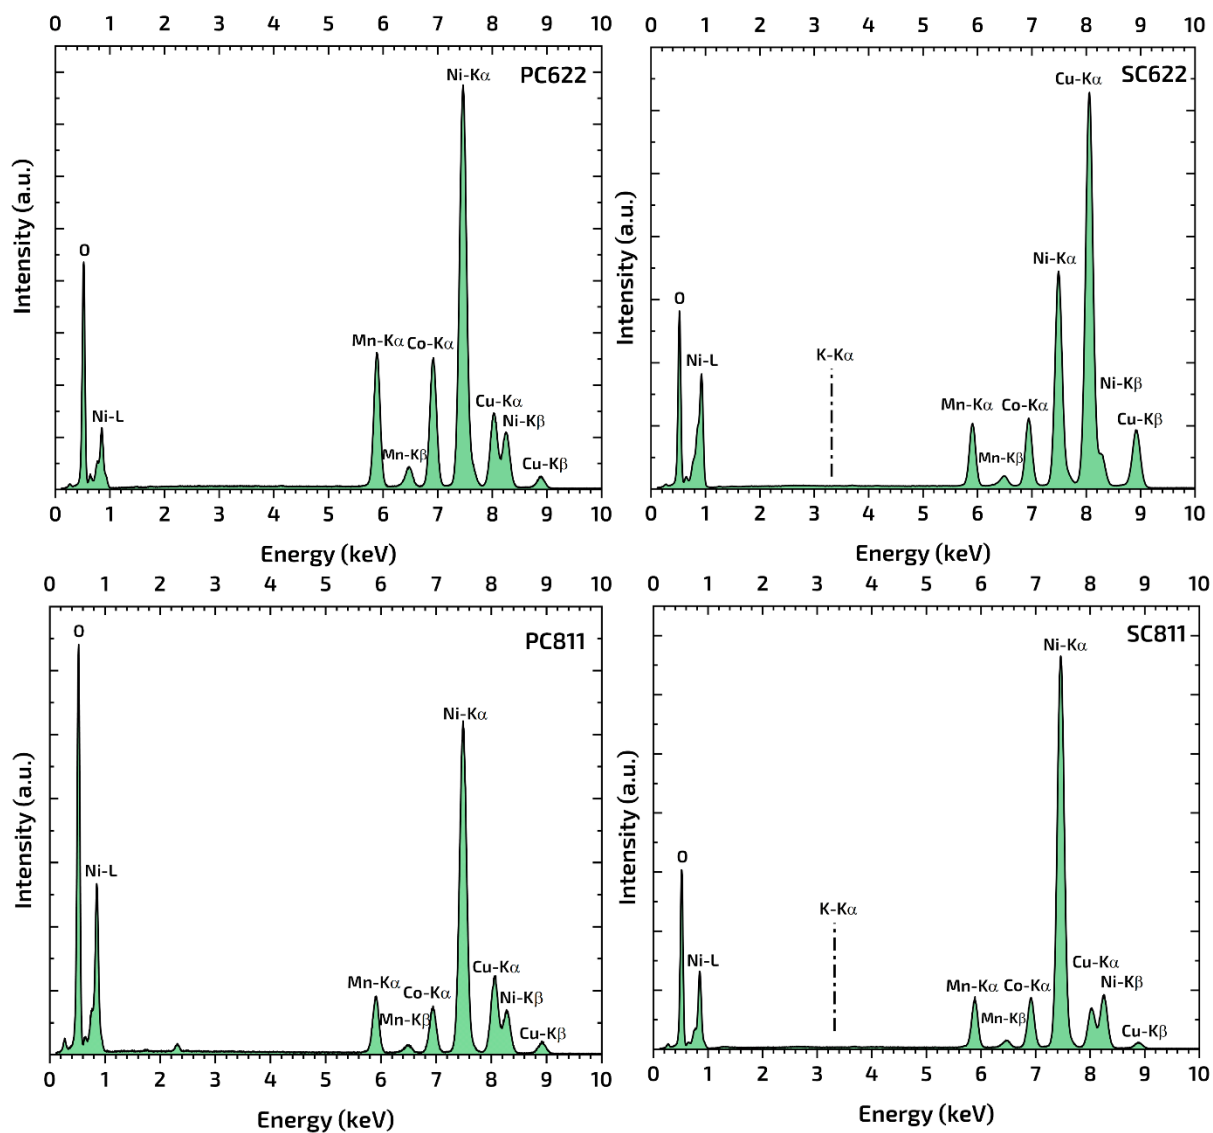 0 1 2 3 4 5 6 7 8 9 10
PC622
Ni-Kα
O
Mn-Kα Co-Kα
Ni-L
Cu-Kα
Ni-Kβ
Mn-Kβ
Cu-Kβ
Intensity (a.u.)
0 1 2 3 4 5 6 7 8 9 10
Energy (keV)
0 1 2 3 4 5 6 7 8 9 10
SC622
Cu-Kα
Ni-Kα
O
K-Kα
Ni-L
Ni-Kβ
Mn-Kα Co-Kα
Cu-Kβ
Mn-Kβ
Intensity (a.u.)
0 1 2 3 4 5 6 7 8 9 10
Energy (keV)
0 1 2 3 4 5 6 7 8 9 10
PC811
O
Ni-Kα
Ni-L
Cu-Kα
Mn-Kα
Co-Kα
Ni-Kβ
Mn-Kβ
Cu-Kβ
Intensity (a.u.)
0 1 2 3 4 5 6 7 8 9 10
Energy (keV)
0 1 2 3 4 5 6 7 8 9 10
SC811
Ni-Kα
O
K-Kα
Ni-L
Cu-Kα
Ni-Kβ
Mn-Kα Co-Kα
Mn-Kβ
Cu-Kβ
Intensity (a.u.)
0 1 2 3 4 5 6 7 8 9 10
Energy (keV)